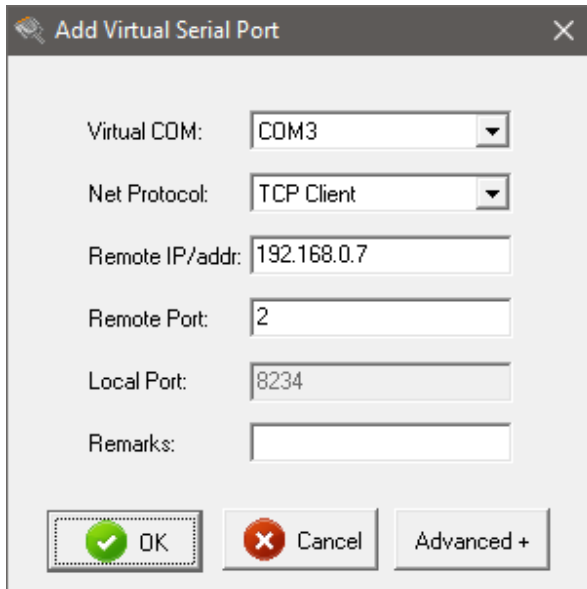 Add Virtual Serial Port
Virtual COM: COM3
Net Protocol: TCP Client
Remote IP/addr: 192.168.0.7
Remote Port: 2
Local Port: 8234
Remarks:
OK Cancel Advanced +